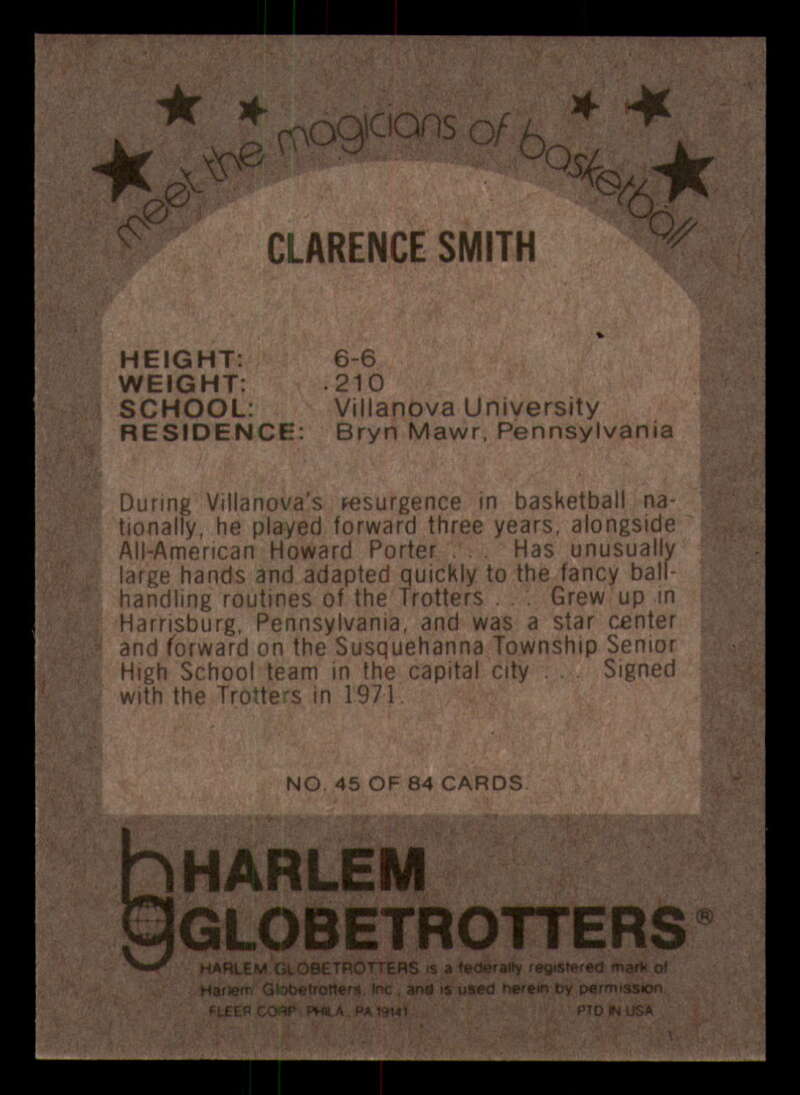 meet the magicians of basketball
CLARENCE SMITH
HEIGHT: 6-6
WEIGHT: 210
SCHOOL: Villanova University
RESIDENCE: Bryn Mawr, Pennsylvania
During Villanova's resurgence in basketball na-
tionally, he played forward three years, alongside
All-American Howard Porter . . . Has unusually
large hands and adapted quickly to the fancy ball-
handling routines of the Trotters . . . Grew up in
Harrisburg, Pennsylvania, and was a star center
and forward on the Susquehanna Township Senior
High School team in the capital city . . . Signed
with the Trotters in 1971.
NO. 45 OF 84 CARDS
hg HARLEM
GLOBETROTTERS®
HARLEM GLOBETROTTERS is a federally registered mark of
Harlem Globetrotters, Inc., and is used herein by permission.
FLEER CORP. PHILA., PA 19141 PTD IN USA